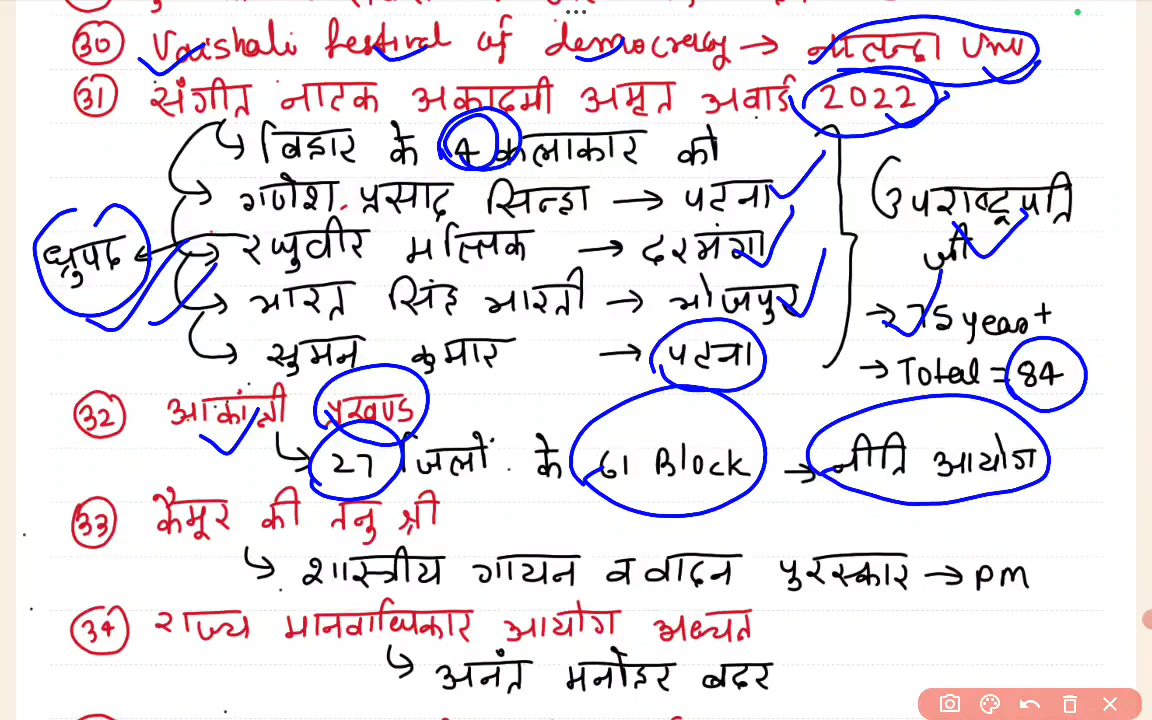 30 Vaishali festival of democracy → नालन्दा Uni
31 संगीत नाटक अकादमी अमृत अवार्ड 2022
↳ बिहार के 4 कलाकार को
→ गणेश प्रसाद सिन्हा → पटना
ध्रुपद ← → रघुवीर मल्लिक → दरभंगा
→ भारत सिंह भारती → भोजपुर
→ सुमन कुमार → पटना
उपराष्ट्रपति
जी
→ 75 year+
→ Total = 84
32 आकांक्षी प्रखण्ड
↳ 27 जिलों के 61 Block → नीति आयोग
33 कैमूर की तनु श्री
↳ शास्त्रीय गायन व वादन पुरस्कार → PM
34 राज्य मानवाधिकार आयोग अध्यक्ष
↳ अनंत मनोहर बदर